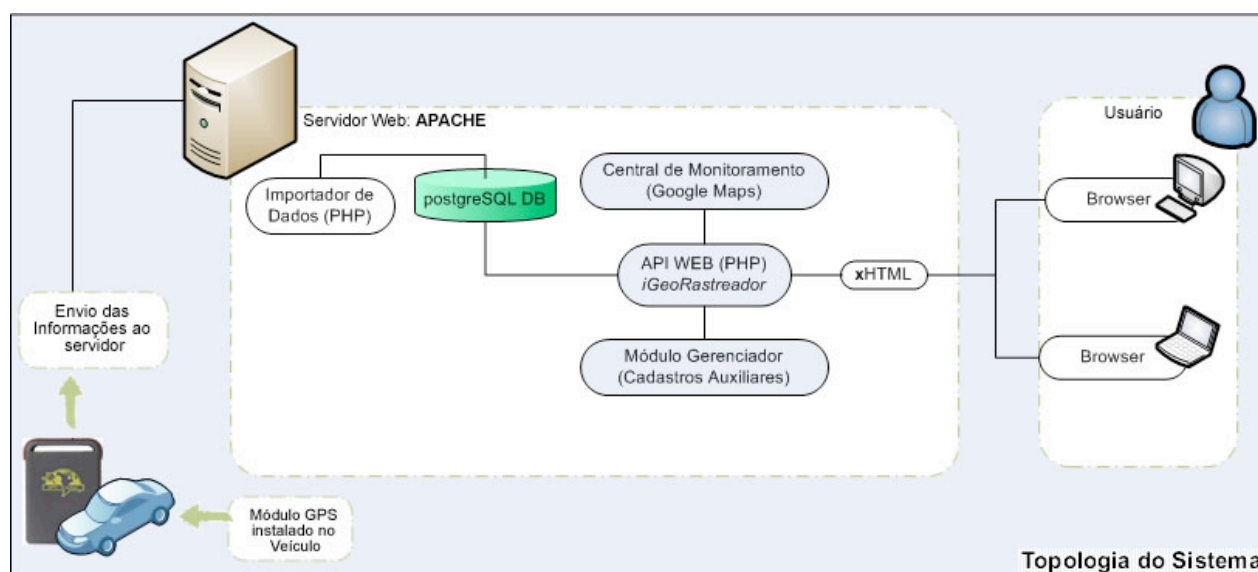 Servidor Web: APACHE
Usuário
Importador de
Dados (PHP)
postgreSQL DB
Central de Monitoramento
(Google Maps)
Browser
API WEB (PHP)
iGeoRastreador
xHTML
Envio das
Informações ao
servidor
Módulo Gerenciador
(Cadastros Auxiliares)
Browser
Módulo GPS
instalado no
Veículo
Topologia do Sistema